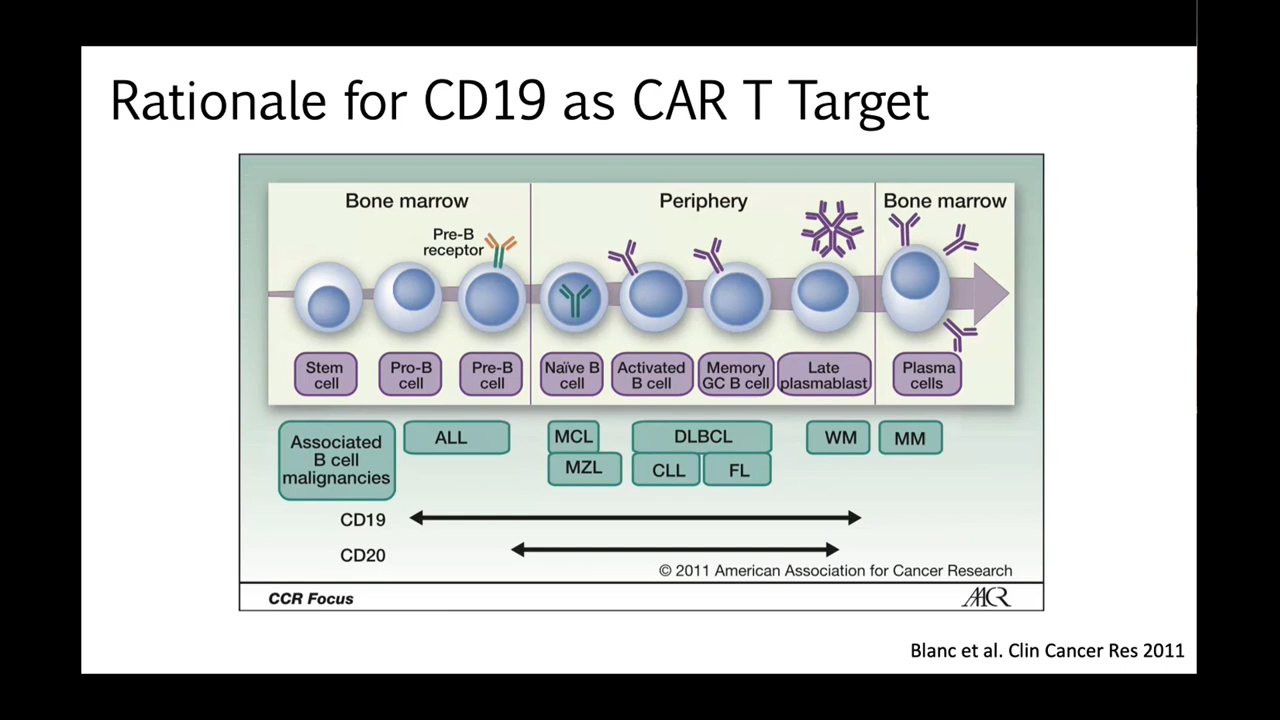 Rationale for CD19 as CAR T Target
Bone marrow
Periphery
Bone marrow
Pre-B
receptor
Stem
cell
Pro-B
cell
Pre-B
cell
Naïve B
cell
Activated
B cell
Memory
GC B cell
Late
plasmablast
Plasma
cells
Associated
B cell
malignancies
ALL
MCL
MZL
DLBCL
CLL
FL
WM
MM
CD19
CD20
© 2011 American Association for Cancer Research
CCR Focus
AACR
Blanc et al. Clin Cancer Res 2011